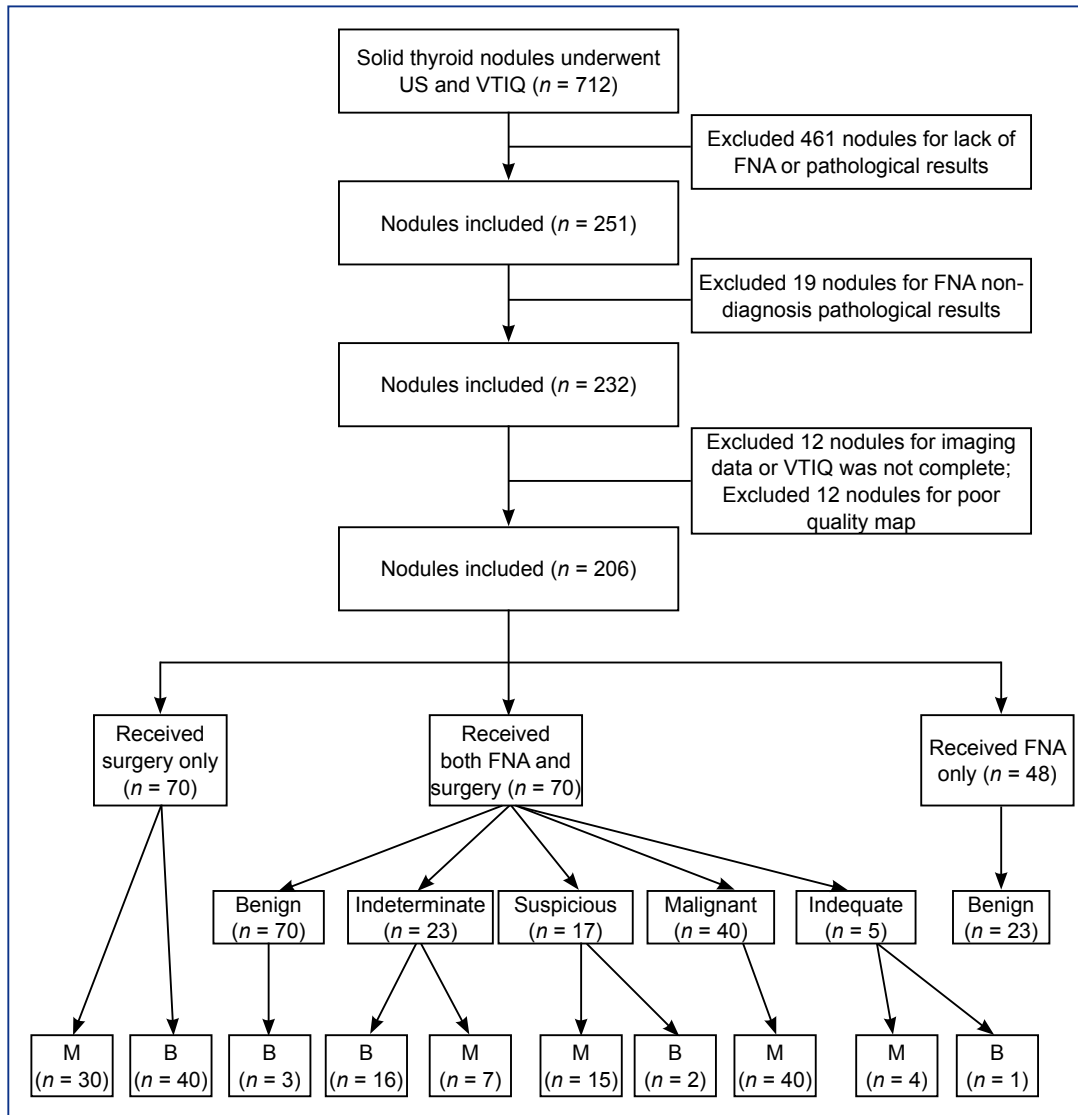 Solid thyroid nodules underwent
US and VTIQ (n = 712)
Excluded 461 nodules for lack of
FNA or pathological results
Nodules included (n = 251)
Excluded 19 nodules for FNA non-
diagnosis pathological results
Nodules included (n = 232)
Excluded 12 nodules for imaging
data or VTIQ was not complete;
Excluded 12 nodules for poor
quality map
Nodules included (n = 206)
Received
surgery only
(n = 70)
Received
both FNA and
surgery (n = 70)
Received FNA
only (n = 48)
Benign
(n = 70)
Indeterminate
(n = 23)
Suspicious
(n = 17)
Malignant
(n = 40)
Indequate
(n = 5)
Benign
(n = 23)
M
(n = 30)
B
(n = 40)
B
(n = 3)
B
(n = 16)
M
(n = 7)
M
(n = 15)
B
(n = 2)
M
(n = 40)
M
(n = 4)
B
(n = 1)